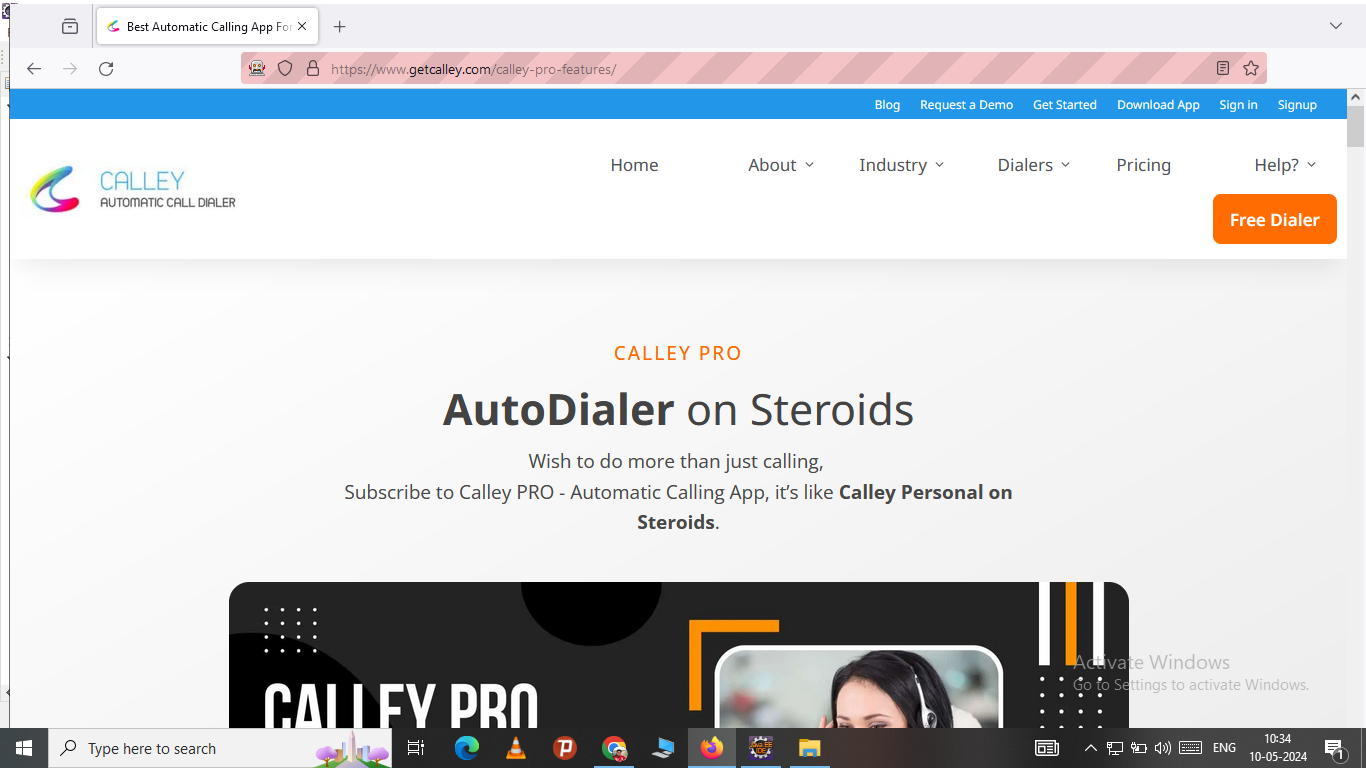 Best Automatic Calling App For
https://www.getcalley.com/calley-pro-features/
Blog Request a Demo Get Started Download App Sign in Signup
Home About Industry Dialers Pricing Help?
CALLEY
AUTOMATIC CALL DIALER
Free Dialer
CALLEY PRO
AutoDialer on Steroids
Wish to do more than just calling,
Subscribe to Calley PRO - Automatic Calling App, it’s like Calley Personal on
Steroids.
CALLEY PRO
Activate Windows
Go to Settings to activate Windows.
Type here to search
JAVA EE
IDE
ENG
10:34
10-05-2024
1